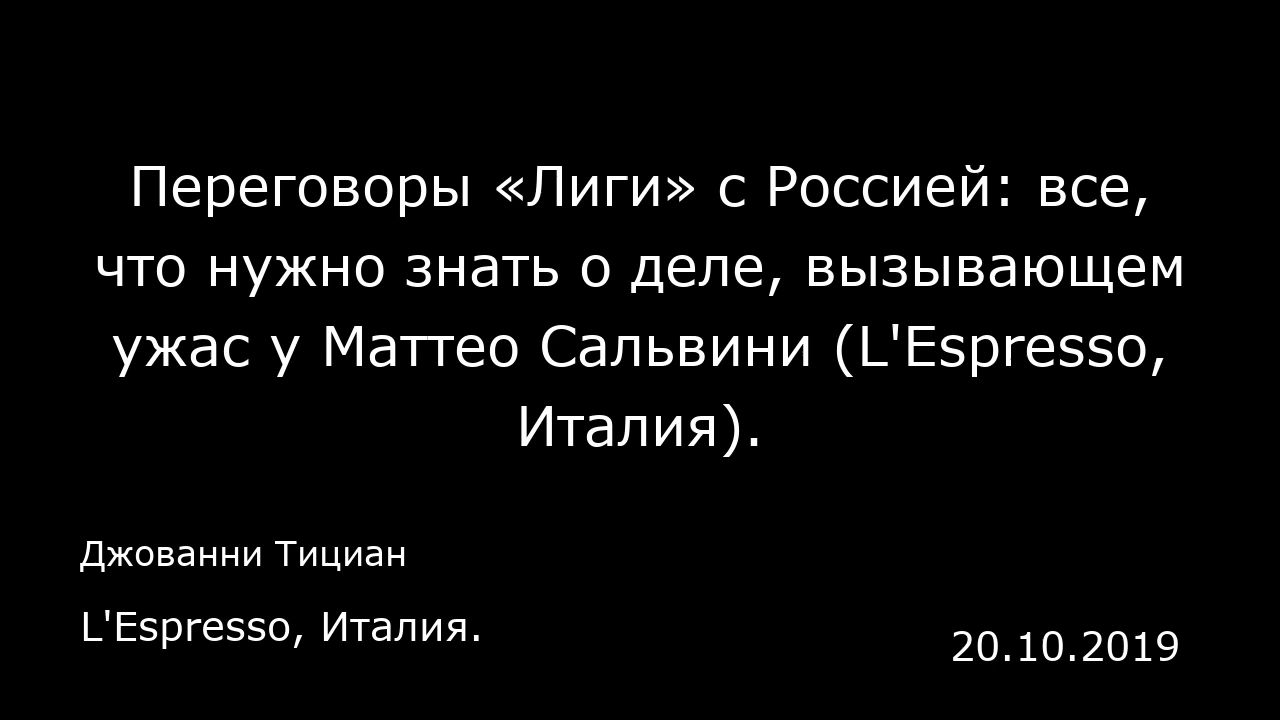 Переговоры «Лиги» с Россией: все,
что нужно знать о деле, вызывающем
ужас у Маттео Сальвини (L'Espresso,
Италия).
Джованни Тициан
L'Espresso, Италия.
20.10.2019